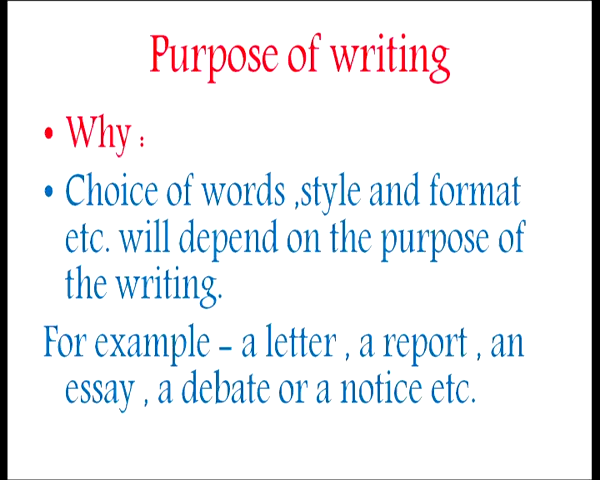 Purpose of writing
• Why :
• Choice of words ,style and format
etc. will depend on the purpose of
the writing.
For example – a letter , a report , an
essay , a debate or a notice etc.